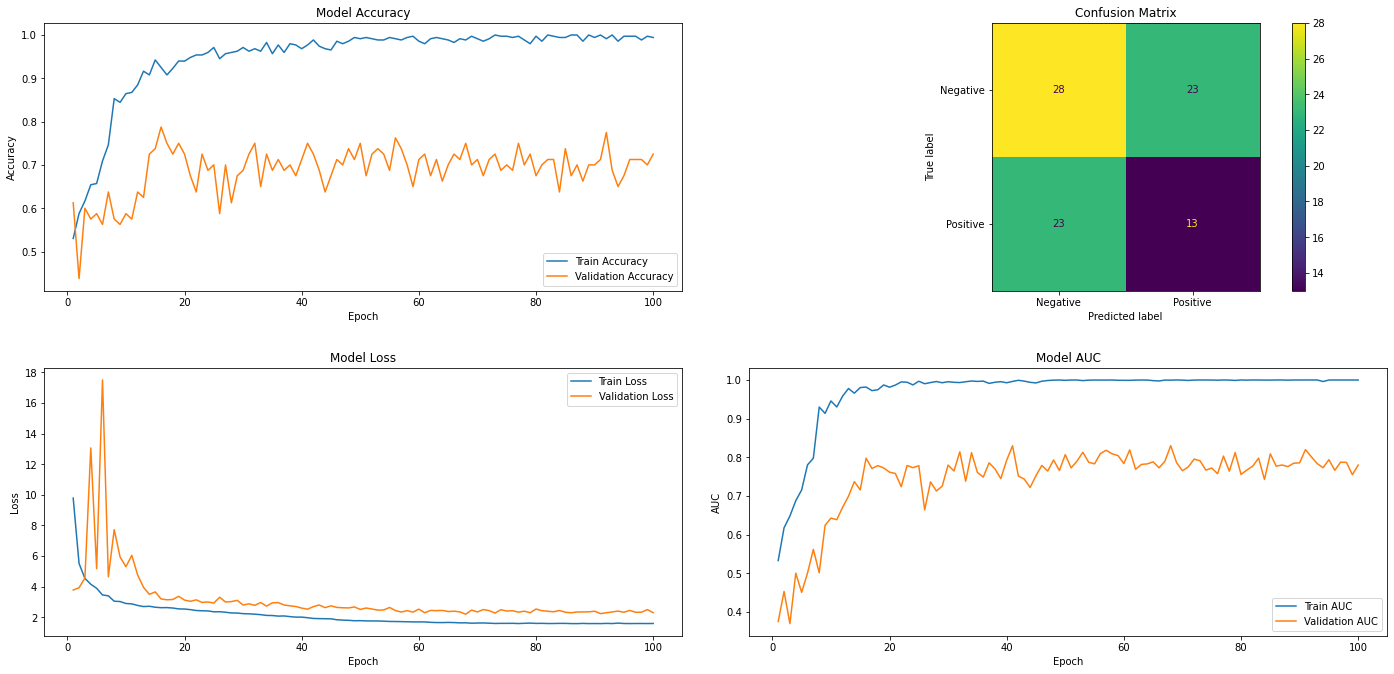 Model Accuracy
1.0
0.9
0.8
0.7
0.6
0.5
Accuracy
Train Accuracy
Validation Accuracy
0 20 40 60 80 100
Epoch
Confusion Matrix
Negative
Positive
True label
28 23
23 13
Negative Positive
Predicted label
28
26
24
22
20
18
16
14
Model Loss
18
16
14
12
10
8
6
4
2
Loss
Train Loss
Validation Loss
0 20 40 60 80 100
Epoch
Model AUC
1.0
0.9
0.8
0.7
0.6
0.5
0.4
AUC
Train AUC
Validation AUC
0 20 40 60 80 100
Epoch